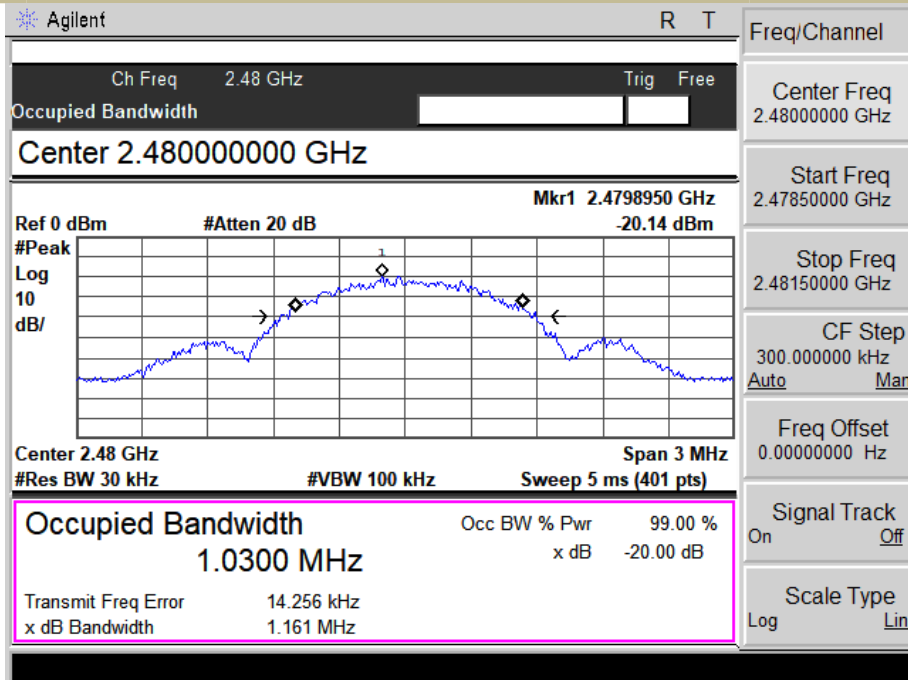 Agilent R T
Ch Freq 2.48 GHz Trig Free
Occupied Bandwidth
Center 2.480000000 GHz
Mkr1 2.4798950 GHz
Ref 0 dBm #Atten 20 dB -20.14 dBm
#Peak
Log
10
dB/
1
Center 2.48 GHz Span 3 MHz
#Res BW 30 kHz #VBW 100 kHz Sweep 5 ms (401 pts)
Occupied Bandwidth
1.0300 MHz
Occ BW % Pwr 99.00 %
x dB -20.00 dB
Transmit Freq Error 14.256 kHz
x dB Bandwidth 1.161 MHz
Freq/Channel
Center Freq
2.48000000 GHz
Start Freq
2.47850000 GHz
Stop Freq
2.48150000 GHz
CF Step
300.000000 kHz
Auto Man
Freq Offset
0.00000000 Hz
Signal Track
On Off
Scale Type
Log Lin